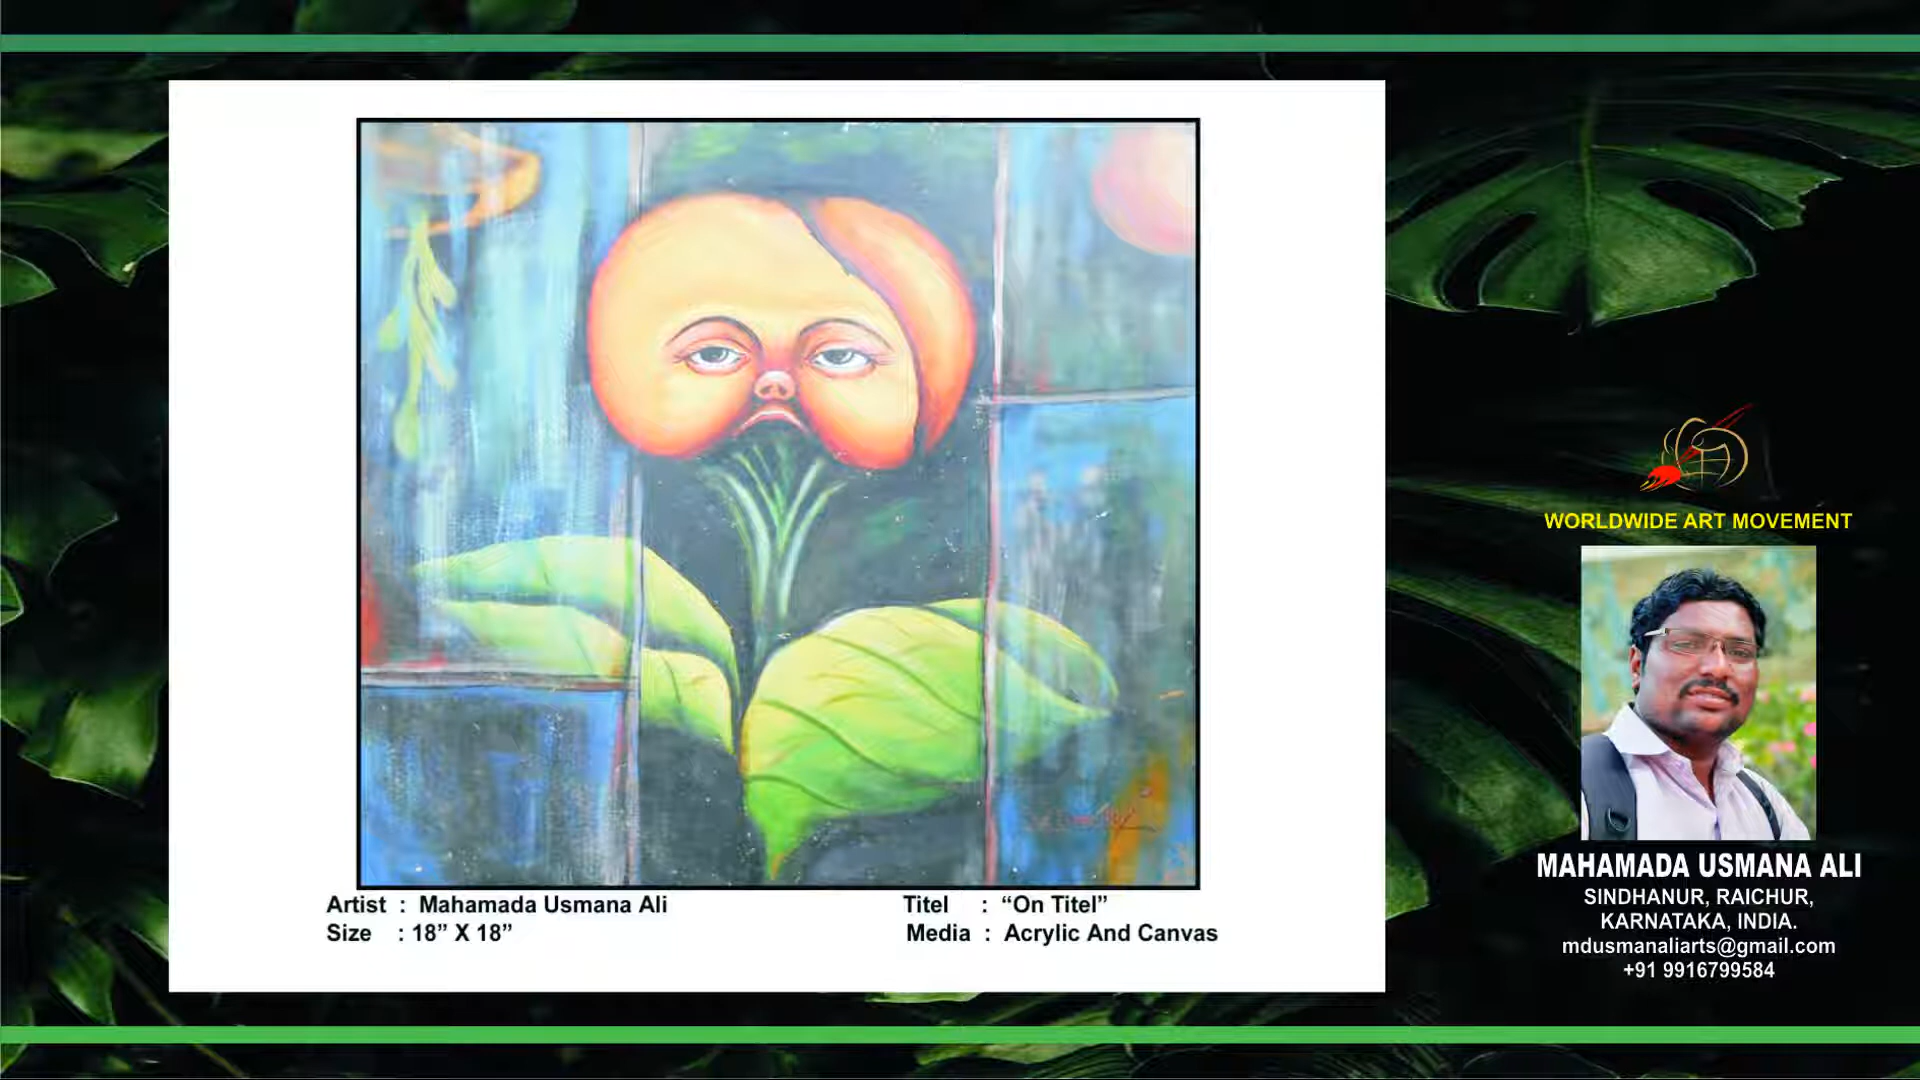 Artist : Mahamada Usmana Ali
Titel : “On Titel”
Size : 18” X 18”
Media : Acrylic And Canvas
WORLDWIDE ART MOVEMENT
MAHAMADA USMANA ALI
SINDHANUR, RAICHUR,
KARNATAKA, INDIA.
mdusmanaliarts@gmail.com
+91 9916799584